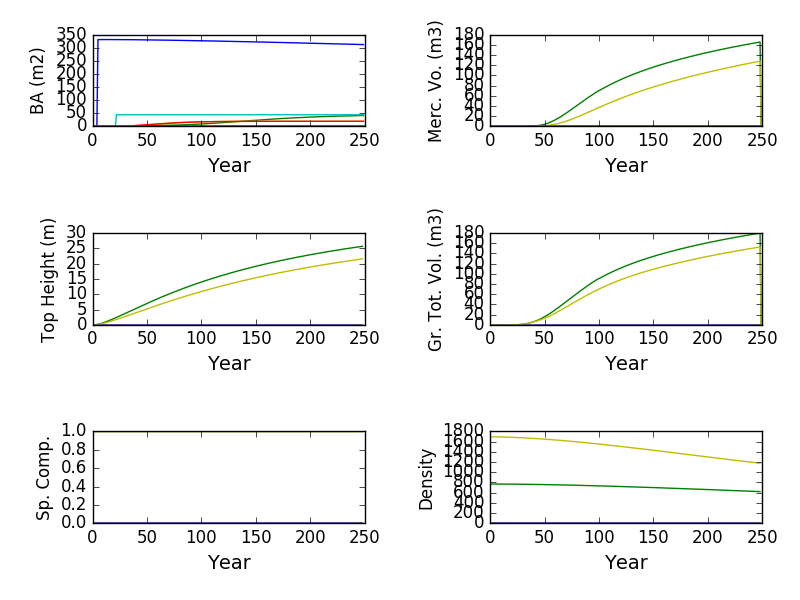 BA (m2)
350
300
250
200
150
100
50
0
0 50 100 150 200 250
Year
Merc. Vo. (m3)
180
160
140
120
100
80
60
40
20
0
0 50 100 150 200 250
Year
Top Height (m)
30
25
20
15
10
5
0
0 50 100 150 200 250
Year
Gr. Tot. Vol. (m3)
180
160
140
120
100
80
60
40
20
0
0 50 100 150 200 250
Year
Sp. Comp.
1.0
0.8
0.6
0.4
0.2
0.0
0 50 100 150 200 250
Year
Density
1800
1600
1400
1200
1000
800
600
400
200
0
0 50 100 150 200 250
Year